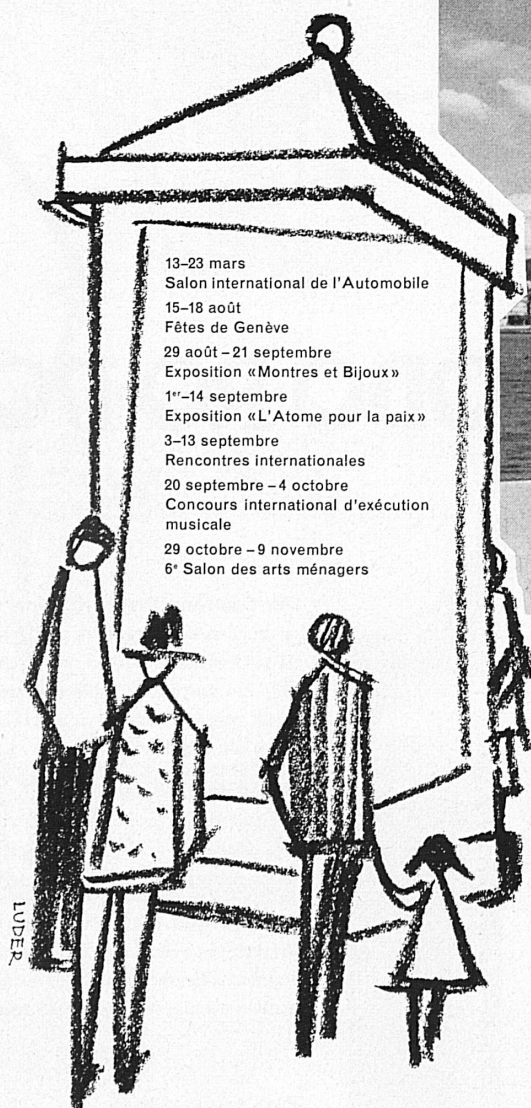 13–23 mars
Salon international de l'Automobile
15–18 août
Fêtes de Genève
29 août – 21 septembre
Exposition «Montres et Bijoux»
1er–14 septembre
Exposition «L'Atome pour la paix»
3–13 septembre
Rencontres internationales
20 septembre – 4 octobre
Concours international d'exécution
musicale
29 octobre – 9 novembre
6e Salon des arts ménagers
LUDER